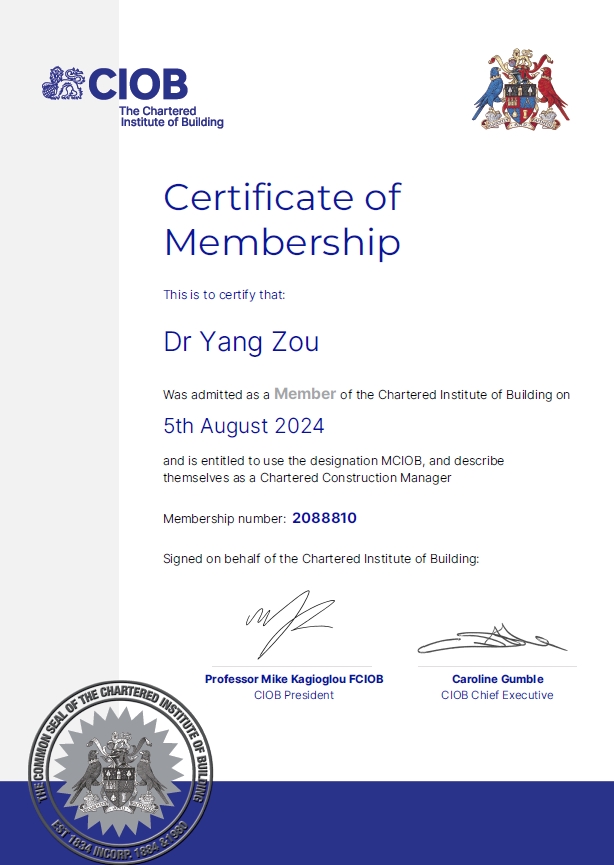 CIOB
The Chartered
Institute of Building
Certificate of
Membership
This is to certify that:
Dr Yang Zou
Was admitted as a Member of the Chartered Institute of Building on
5th August 2024
and is entitled to use the designation MCIOB, and describe
themselves as a Chartered Construction Manager
Membership number: 2088810
Signed on behalf of the Chartered Institute of Building:
Professor Mike Kagioglou FCIOB
CIOB President
Caroline Gumble
CIOB Chief Executive
THE COMMON SEAL OF THE CHARTERED INSTITUTE OF BUILDING
EST 1834 INCORP. 1884 & 1980